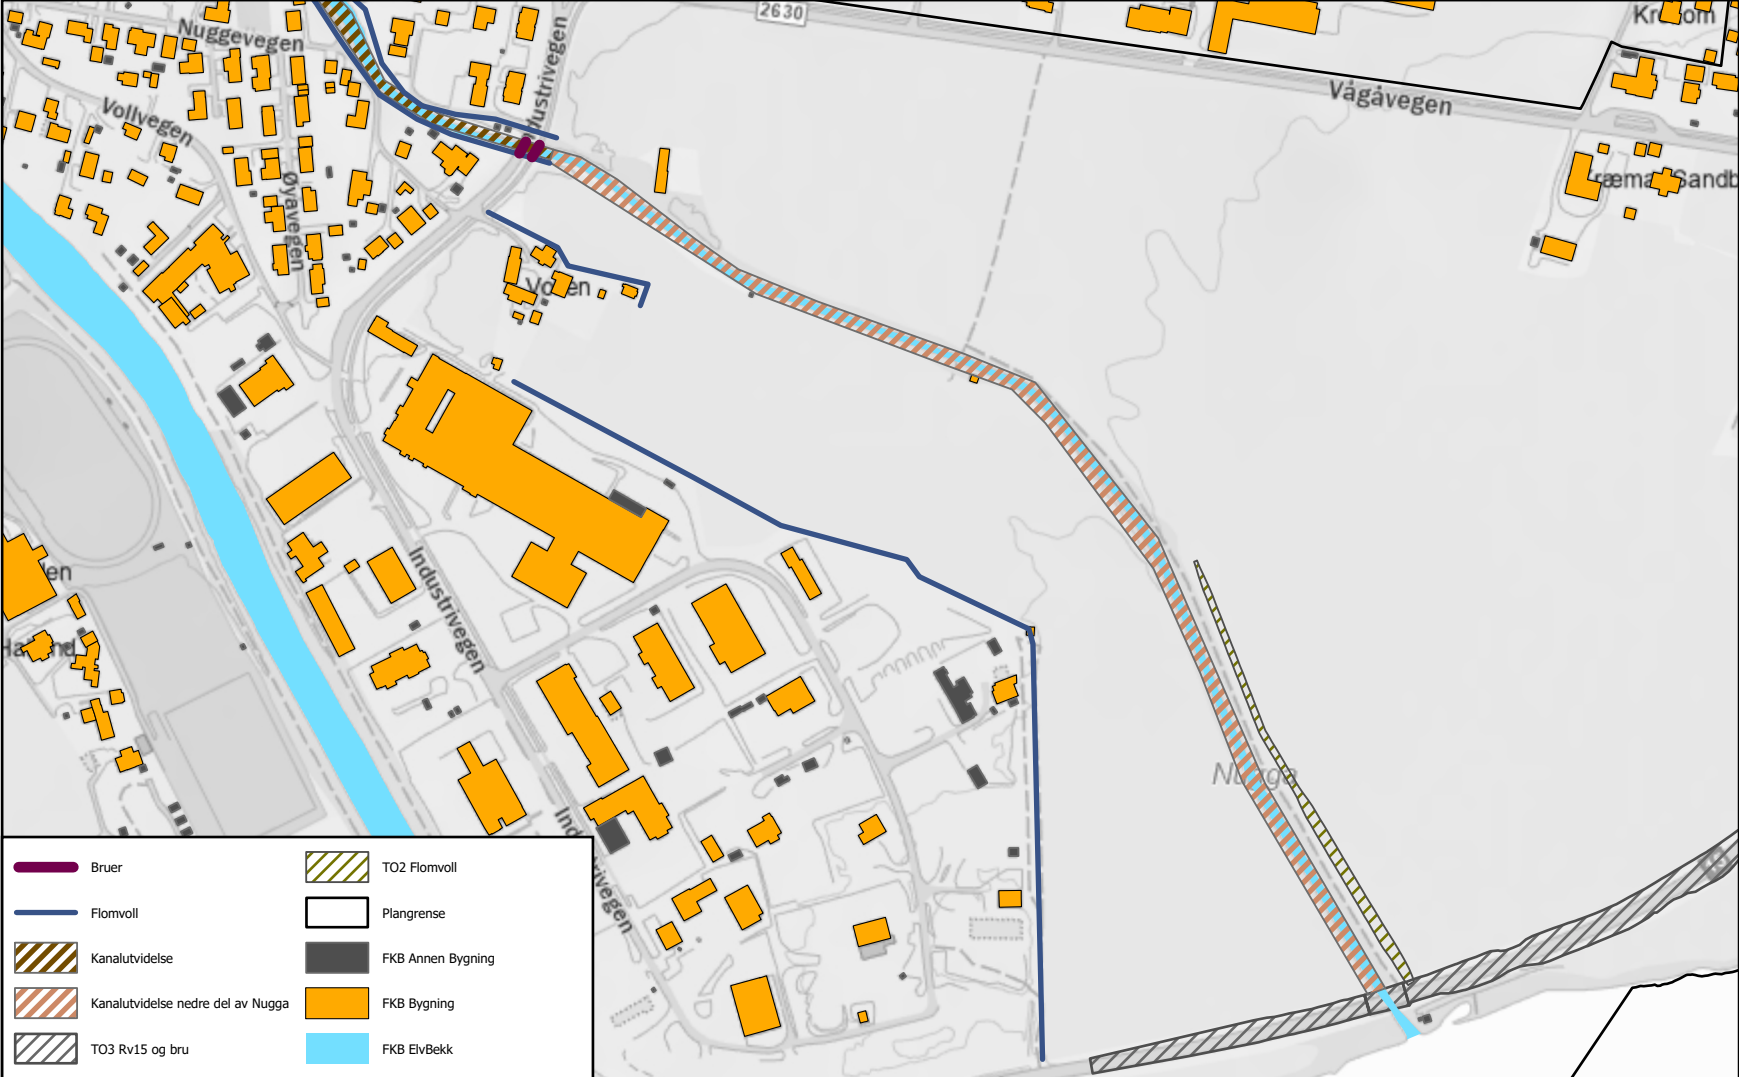 2630
Nuggevegen
Industrivegen
Vågåvegen
Vollvegen
Øyavegen
Industrivegen
Nugga
Bruer
TO2 Flomvoll
Flomvoll
Plangrense
Kanalutvidelse
FKB Annen Bygning
Kanalutvidelse nedre del av Nugga
FKB Bygning
TO3 Rv15 og bru
FKB ElvBekk